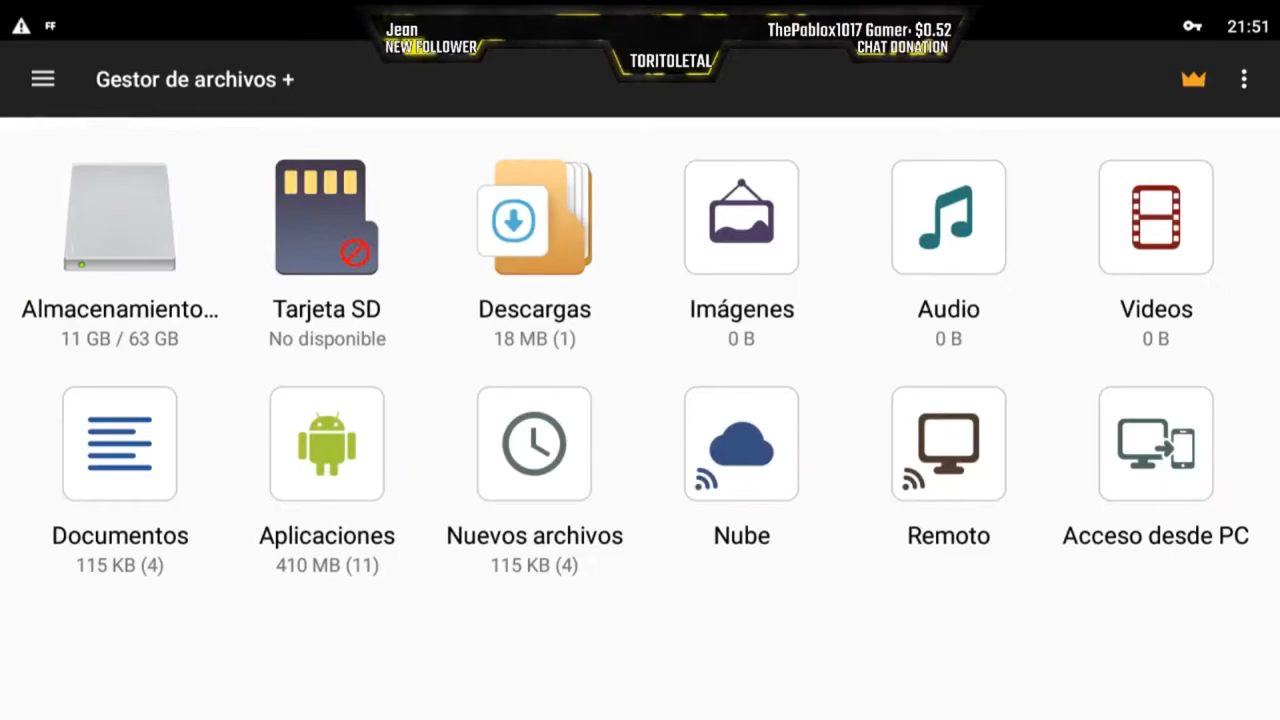 FF
Jean
NEW FOLLOWER
TORITOLETAL
ThePablox1017 Gamer: $0.52
CHAT DONATION
21:51
Gestor de archivos +
Almacenamiento...
Tarjeta SD
Descargas
Imágenes
Audio
Videos
11 GB / 63 GB
No disponible
18 MB (1)
0 B
0 B
0 B
Documentos
Aplicaciones
Nuevos archivos
Nube
Remoto
Acceso desde PC
115 KB (4)
410 MB (11)
115 KB (4)